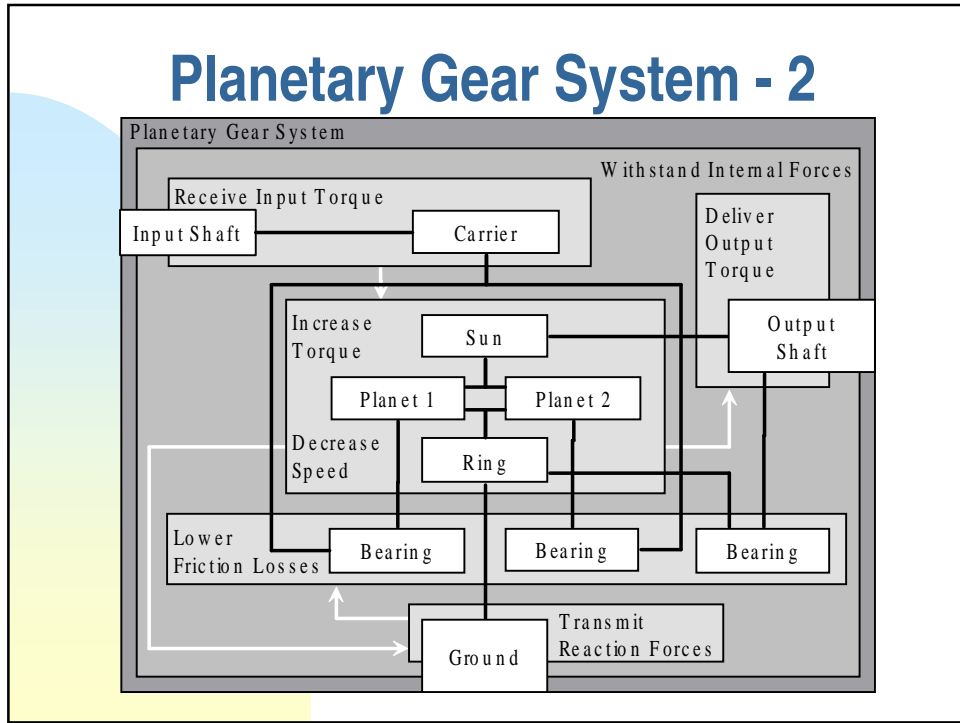 Planetary Gear System - 2
Planetary Gear System
Withstand Internal Forces
Receive Input Torque
Input Shaft
Carrier
Deliver
Output
Torque
Increase
Torque
Sun
Output
Shaft
Planet 1
Planet 2
Decrease
Speed
Ring
Lower
Friction Losses
Bearing
Bearing
Bearing
Transmit
Reaction Forces
Ground